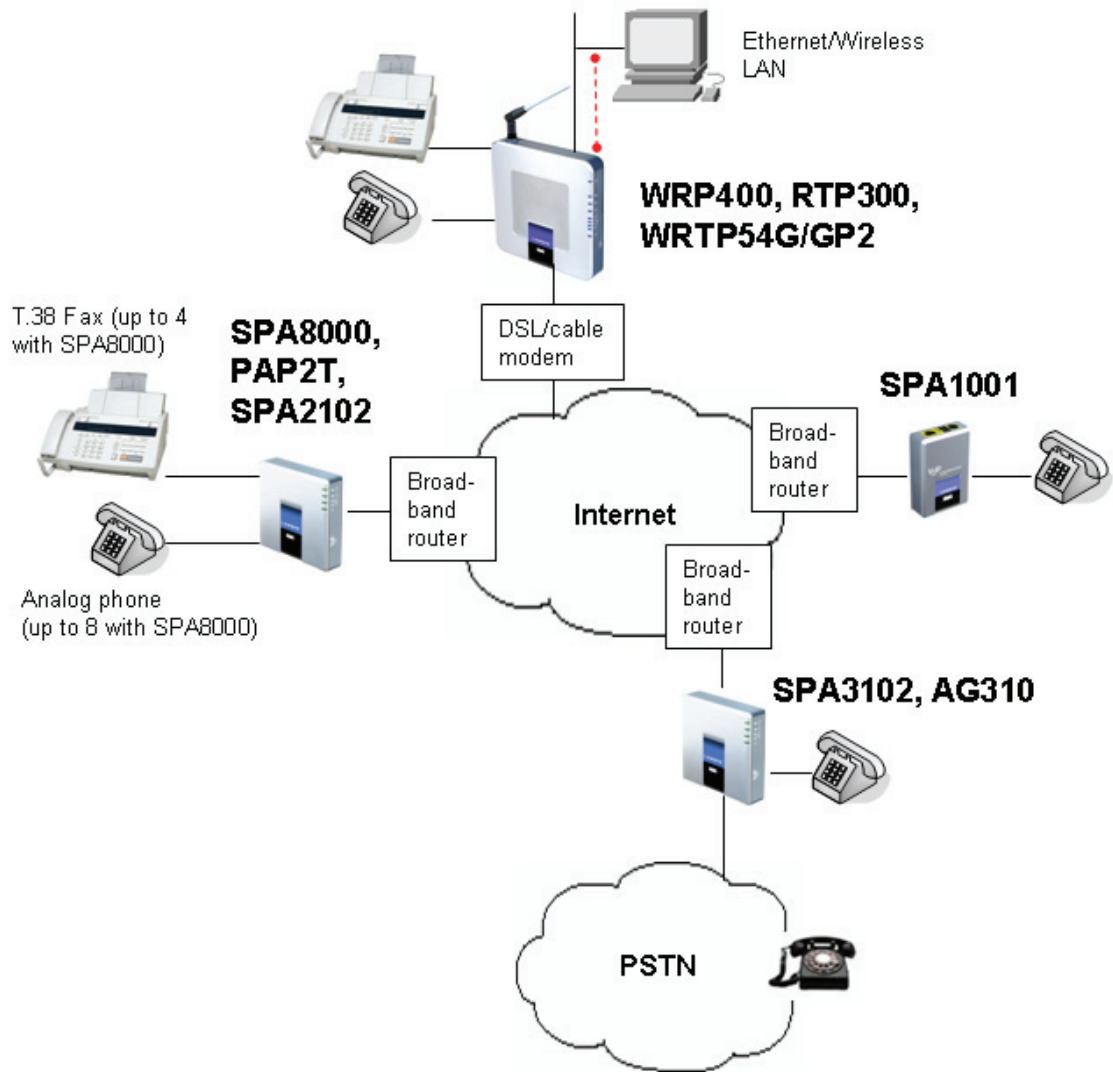 Ethernet/Wireless
LAN
WRP400, RTP300,
WRTP54G/GP2
T.38 Fax (up to 4
with SPA8000)
SPA8000,
PAP2T,
SPA2102
DSL/cable
modem
SPA1001
Broad-
band
router
Broad-
band
router
Internet
Broad-
band
router
Analog phone
(up to 8 with SPA8000)
SPA3102, AG310
PSTN